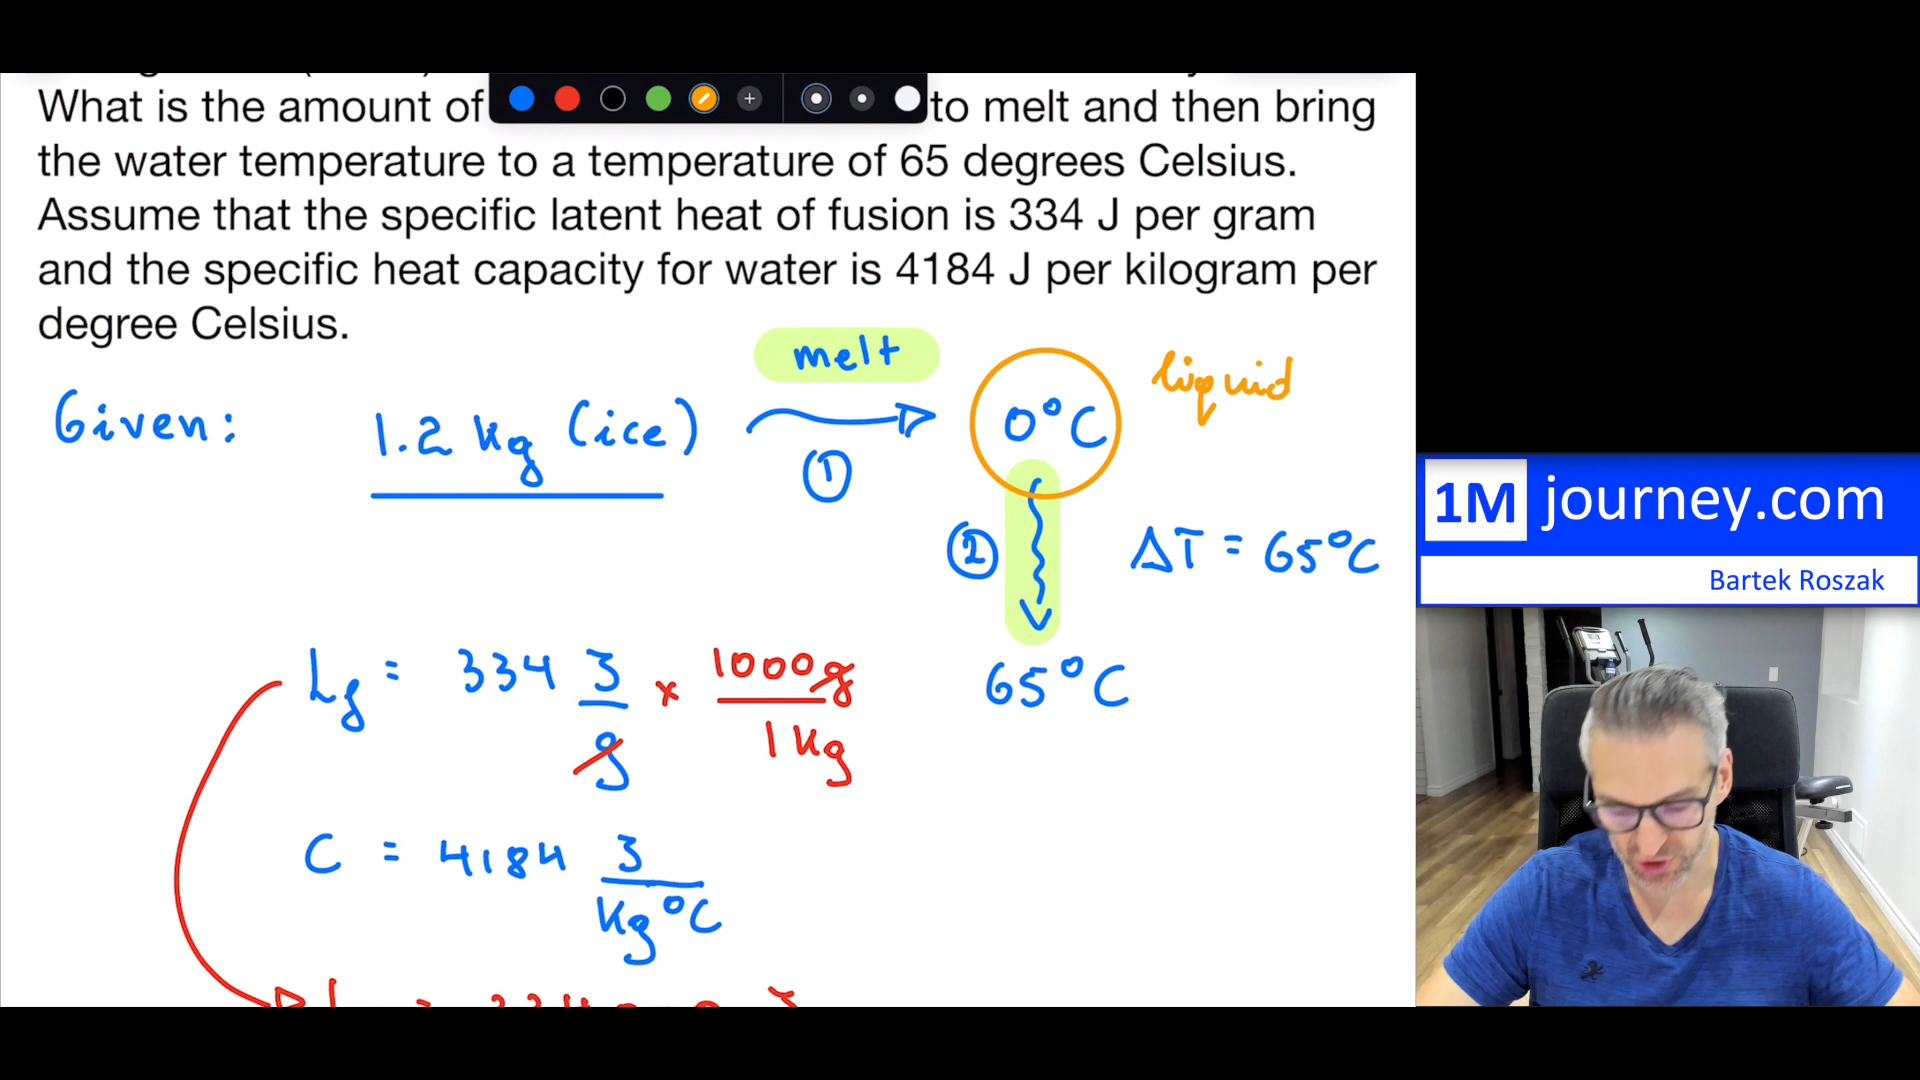 What is the amount of to melt and then bring
the water temperature to a temperature of 65 degrees Celsius.
Assume that the specific latent heat of fusion is 334 J per gram
and the specific heat capacity for water is 4184 J per kilogram per
degree Celsius.
melt
Given: 1.2 kg (ice) 0°C liquid
1
2 ΔT = 65°C
Lf = 334 J/g x 1000g/1kg
65°C
C = 4184 J/kg°C
1M journey.com
Bartek Roszak